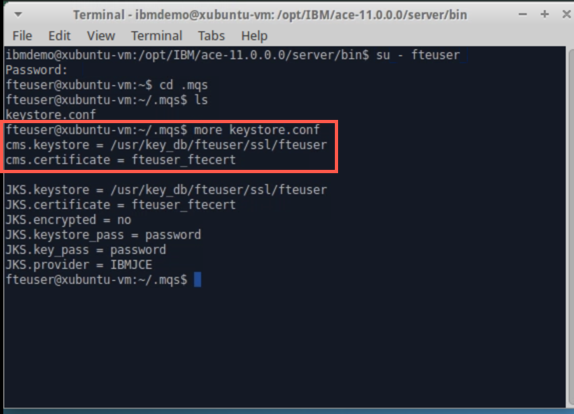 Terminal - ibmdemo@xubuntu-vm: /opt/IBM/ace-11.0.0.0/server/bin
File Edit View Terminal Tabs Help
ibmdemo@xubuntu-vm:/opt/IBM/ace-11.0.0.0/server/bin$ su - fteuser
Password:
fteuser@xubuntu-vm:~$ cd .mqs
fteuser@xubuntu-vm:~/.mqs$ ls
keystore.conf
fteuser@xubuntu-vm:~/.mqs$ more keystore.conf
cms.keystore = /usr/key_db/fteuser/ssl/fteuser
cms.certificate = fteuser_ftecert
JKS.keystore = /usr/key_db/fteuser/ssl/fteuser
JKS.certificate = fteuser_ftecert
JKS.encrypted = no
JKS.keystore_pass = password
JKS.key_pass = password
JKS.provider = IBMJCE
fteuser@xubuntu-vm:~/.mqs$